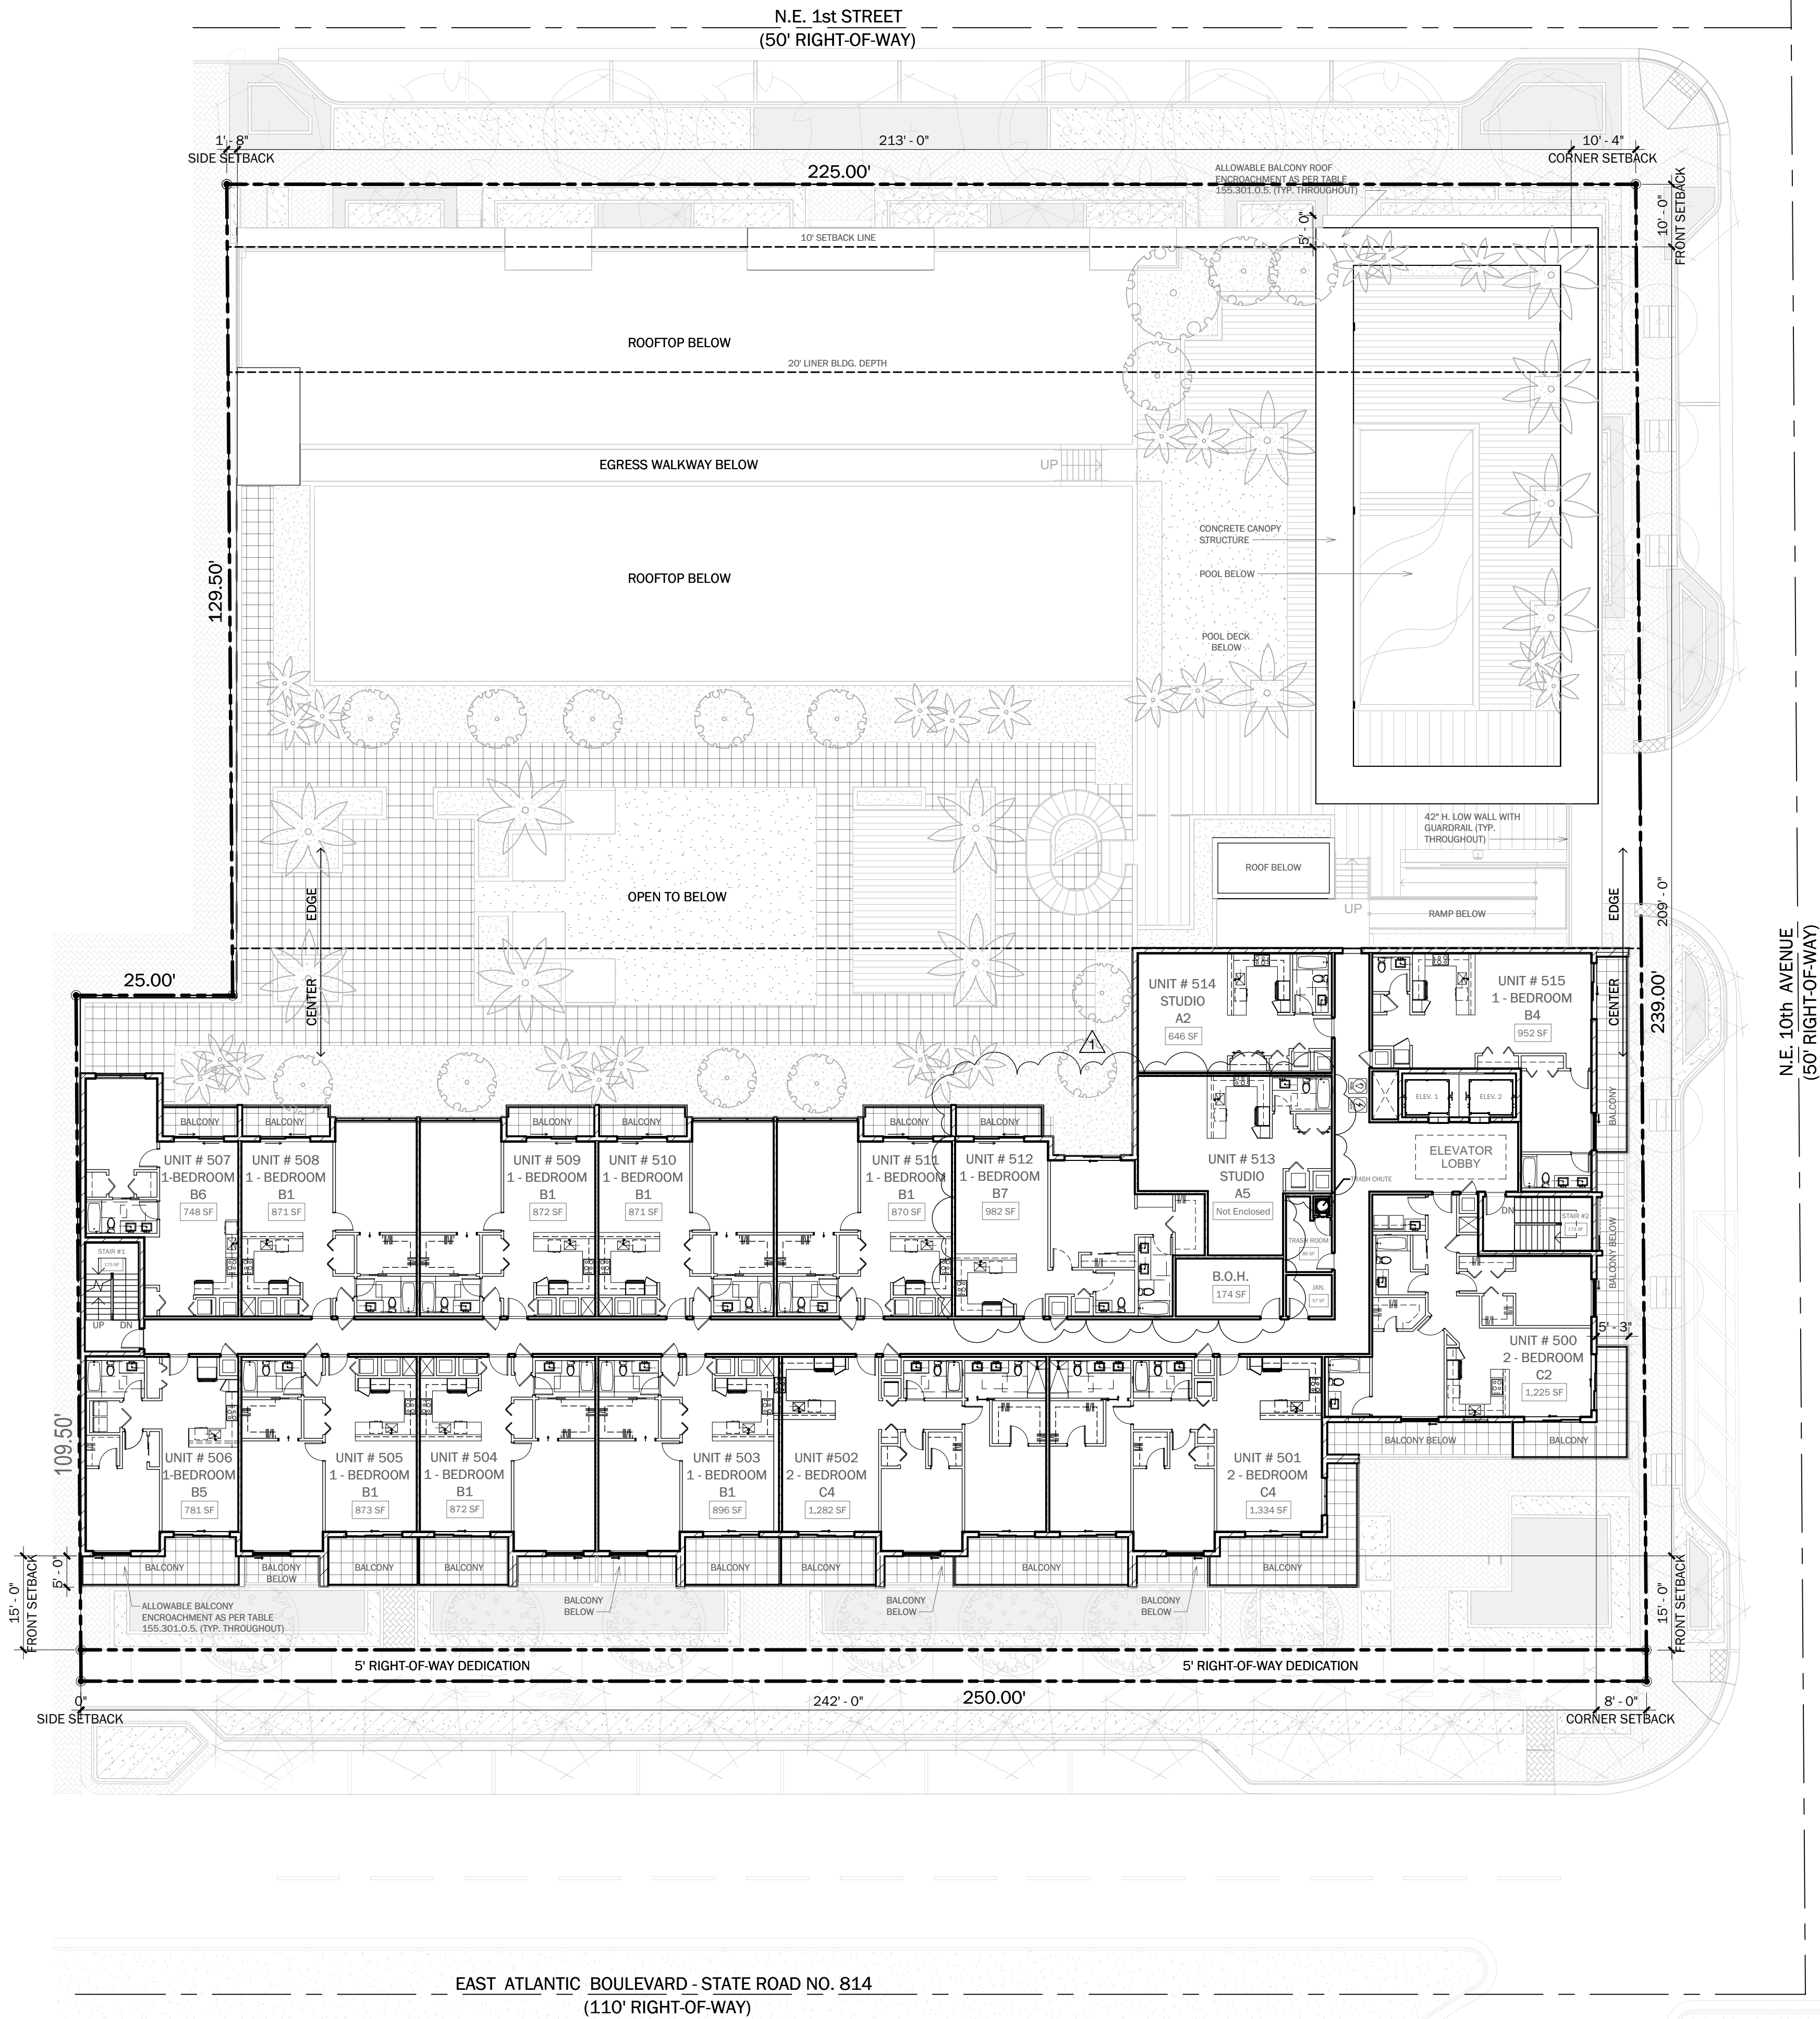 N.E. 1st STREET
(50' RIGHT-OF-WAY)
1' - 8"
SIDE SETBACK
213' - 0"
10' - 4"
CORNER SETBACK
225.00'
ALLOWABLE BALCONY ROOF
ENCROACHMENT AS PER TABLE
155.301.O.5. (TYP. THROUGHOUT)
10' - 0"
FRONT SETBACK
5' - 0"
10' SETBACK LINE
ROOFTOP BELOW
20' LINER BLDG. DEPTH
EGRESS WALKWAY BELOW
UP
CONCRETE CANOPY
STRUCTURE
POOL BELOW
129.50'
ROOFTOP BELOW
POOL DECK
BELOW
42" H. LOW WALL WITH
GUARDRAIL (TYP.
THROUGHOUT)
ROOF BELOW
EDGE
OPEN TO BELOW
UP
RAMP BELOW
EDGE
209' - 0"
N.E. 10th AVENUE
(50' RIGHT-OF-WAY)
25.00'
CENTER
CENTER
239.00'
UNIT # 514
STUDIO
A2
646 SF
UNIT # 515
1 - BEDROOM
B4
952 SF
1
ELEV. 1
ELEV. 2
BALCONY
BALCONY
BALCONY
BALCONY
BALCONY
BALCONY
BALCONY
UNIT # 507
1-BEDROOM
B6
748 SF
UNIT # 508
1 - BEDROOM
B1
871 SF
UNIT # 509
1 - BEDROOM
B1
872 SF
UNIT # 510
1 - BEDROOM
B1
871 SF
UNIT # 511
1 - BEDROOM
B1
870 SF
UNIT # 512
1 - BEDROOM
B7
982 SF
UNIT # 513
STUDIO
A5
Not Enclosed
ELEVATOR
LOBBY
TRASH CHUTE
DN
STAIR #2
174 SF
BALCONY BELOW
TRASH ROOM
85 SF
STAIR #1
175 SF
UP
DN
B.O.H.
174 SF
JAN.
57 SF
5' - 3"
UNIT # 500
2 - BEDROOM
C2
1,225 SF
109.50'
BALCONY BELOW
BALCONY
UNIT # 506
1-BEDROOM
B5
781 SF
UNIT # 505
1 - BEDROOM
B1
873 SF
UNIT # 504
1 - BEDROOM
B1
872 SF
UNIT # 503
1 - BEDROOM
B1
896 SF
UNIT #502
2 - BEDROOM
C4
1,282 SF
UNIT # 501
2 - BEDROOM
C4
1,334 SF
BALCONY
BALCONY
BELOW
BALCONY
BALCONY
BALCONY
BALCONY
BALCONY
BALCONY
15' - 0"
FRONT SETBACK
5' - 0"
ALLOWABLE BALCONY
ENCROACHMENT AS PER TABLE
155.301.O.5. (TYP. THROUGHOUT)
BALCONY
BELOW
BALCONY
BELOW
BALCONY
BELOW
15' - 0"
FRONT SETBACK
5' RIGHT-OF-WAY DEDICATION
5' RIGHT-OF-WAY DEDICATION
0"
SIDE SETBACK
242' - 0"
250.00'
8' - 0"
CORNER SETBACK
EAST ATLANTIC BOULEVARD - STATE ROAD NO. 814
(110' RIGHT-OF-WAY)